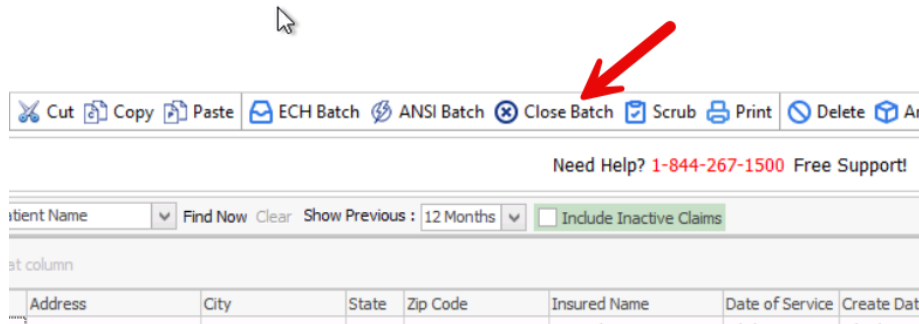 Cut Copy Paste ECH Batch ANSI Batch Close Batch Scrub Print Delete
Need Help? 1-844-267-1500 Free Support!
Name Find Now Clear Show Previous : 12 Months Include Inactive Claims
column
Address City State Zip Code Insured Name Date of Service Create